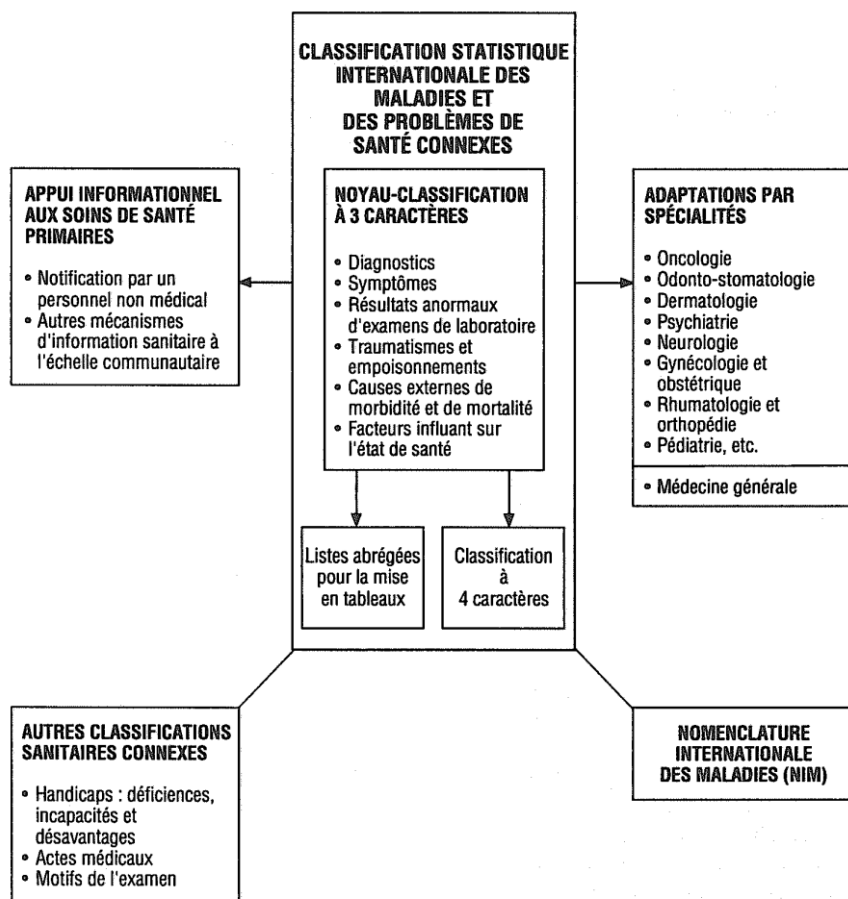 CLASSIFICATION STATISTIQUE
INTERNATIONALE DES
MALADIES ET
DES PROBLÈMES DE
SANTÉ CONNEXES
APPUI INFORMATIONNEL
AUX SOINS DE SANTÉ
PRIMAIRES
• Notification par un
personnel non médical
• Autres mécanismes
d'information sanitaire à
l'échelle communautaire
NOYAU-CLASSIFICATION
À 3 CARACTÈRES
• Diagnostics
• Symptômes
• Résultats anormaux
d'examens de laboratoire
• Traumatismes et
empoisonnements
• Causes externes de
morbidité et de mortalité
• Facteurs influant sur
l'état de santé
ADAPTATIONS PAR
SPÉCIALITÉS
• Oncologie
• Odonto-stomatologie
• Dermatologie
• Psychiatrie
• Neurologie
• Gynécologie et
obstétrique
• Rhumatologie et
orthopédie
• Pédiatrie, etc.
• Médecine générale
Listes abrégées
pour la mise
en tableaux
Classification
à
4 caractères
AUTRES CLASSIFICATIONS
SANITAIRES CONNEXES
• Handicaps : déficiences,
incapacités et
désavantages
• Actes médicaux
• Motifs de l'examen
NOMENCLATURE
INTERNATIONALE
DES MALADIES (NIM)